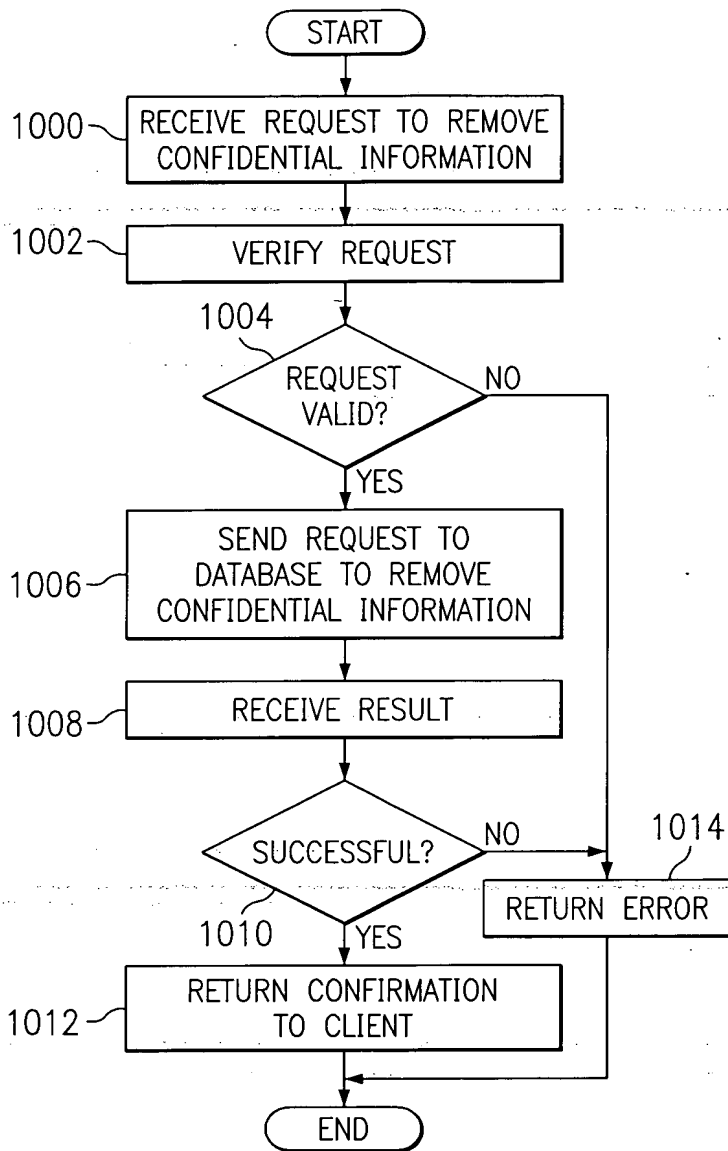 START
1000
RECEIVE REQUEST TO REMOVE
CONFIDENTIAL INFORMATION
1002
VERIFY REQUEST
1004
REQUEST
VALID?
NO
YES
1006
SEND REQUEST TO
DATABASE TO REMOVE
CONFIDENTIAL INFORMATION
1008
RECEIVE RESULT
SUCCESSFUL?
NO
1010
YES
1014
RETURN ERROR
1012
RETURN CONFIRMATION
TO CLIENT
END